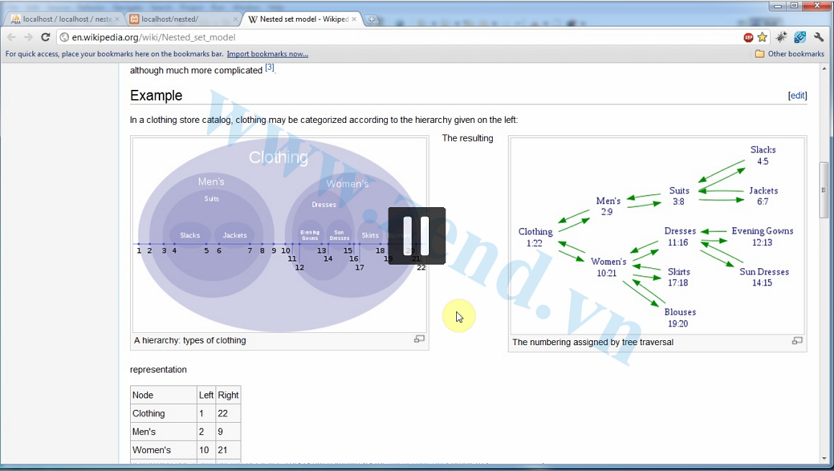 localhost / localhost / neste
localhost/nested/
Nested set model - Wikiped
en.wikipedia.org/wiki/Nested_set_model
For quick access, place your bookmarks here on the bookmarks bar. Import bookmarks now...
Other bookmarks
although much more complicated [3].
Example
[edit]
In a clothing store catalog, clothing may be categorized according to the hierarchy given on the left:
Clothing
Men's
Women's
Suits
Dresses
Slacks
Jackets
Evening Gowns
Sun Dresses
Skirts
1 2 3 4 5 6 7 8 9 10 11 12 13 14 15 16 17 18 19 21 22
A hierarchy: types of clothing
The resulting
Slacks
4:5
Suits
3:8
Jackets
6:7
Men's
2:9
Clothing
1:22
Dresses
11:16
Evening Gowns
12:13
Women's
10:21
Skirts
17:18
Sun Dresses
14:15
Blouses
19:20
The numbering assigned by tree traversal
representation
Node Left Right
Clothing 1 22
Men's 2 9
Women's 10 21